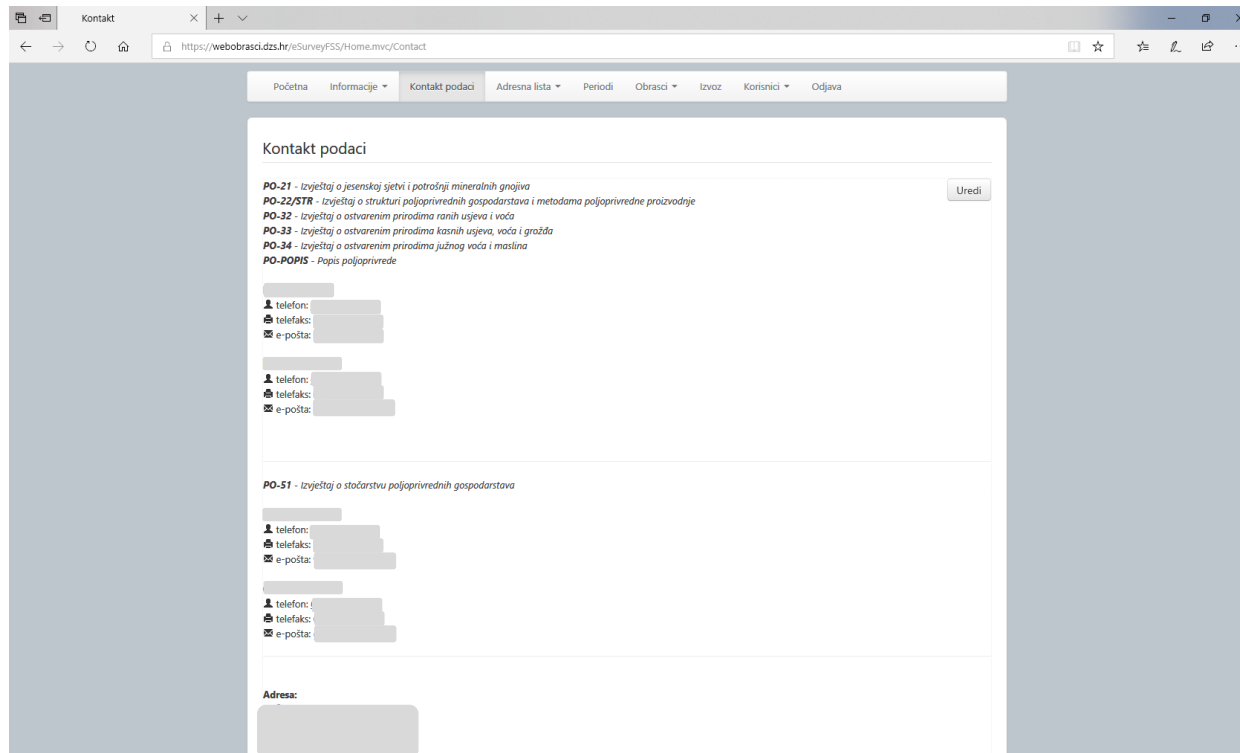 Kontakt
https://webobrasci.dzs.hr/eSurveyFSS/Home.mvc/Contact
Početna Informacije Kontakt podaci Adresna lista Periodi Obrasci Izvoz Korisnici Odjava
Kontakt podaci
Uredi
PO-21 - Izvještaj o jesenskoj sjetvi i potrošnji mineralnih gnojiva
PO-22/STR - Izvještaj o strukturi poljoprivrednih gospodarstava i metodama poljoprivredne proizvodnje
PO-32 - Izvještaj o ostvarenim prirodima ranih usjeva i voća
PO-33 - Izvještaj o ostvarenim prirodima kasnih usjeva, voća i grožđa
PO-34 - Izvještaj o ostvarenim prirodima južnog voća i maslina
PO-POPIS - Popis poljoprivrede
telefon:
telefaks:
e-pošta:
telefon:
telefaks:
e-pošta:
PO-51 - Izvještaj o stočarstvu poljoprivrednih gospodarstava
telefon:
telefaks:
e-pošta:
telefon:
telefaks:
e-pošta:
Adresa: